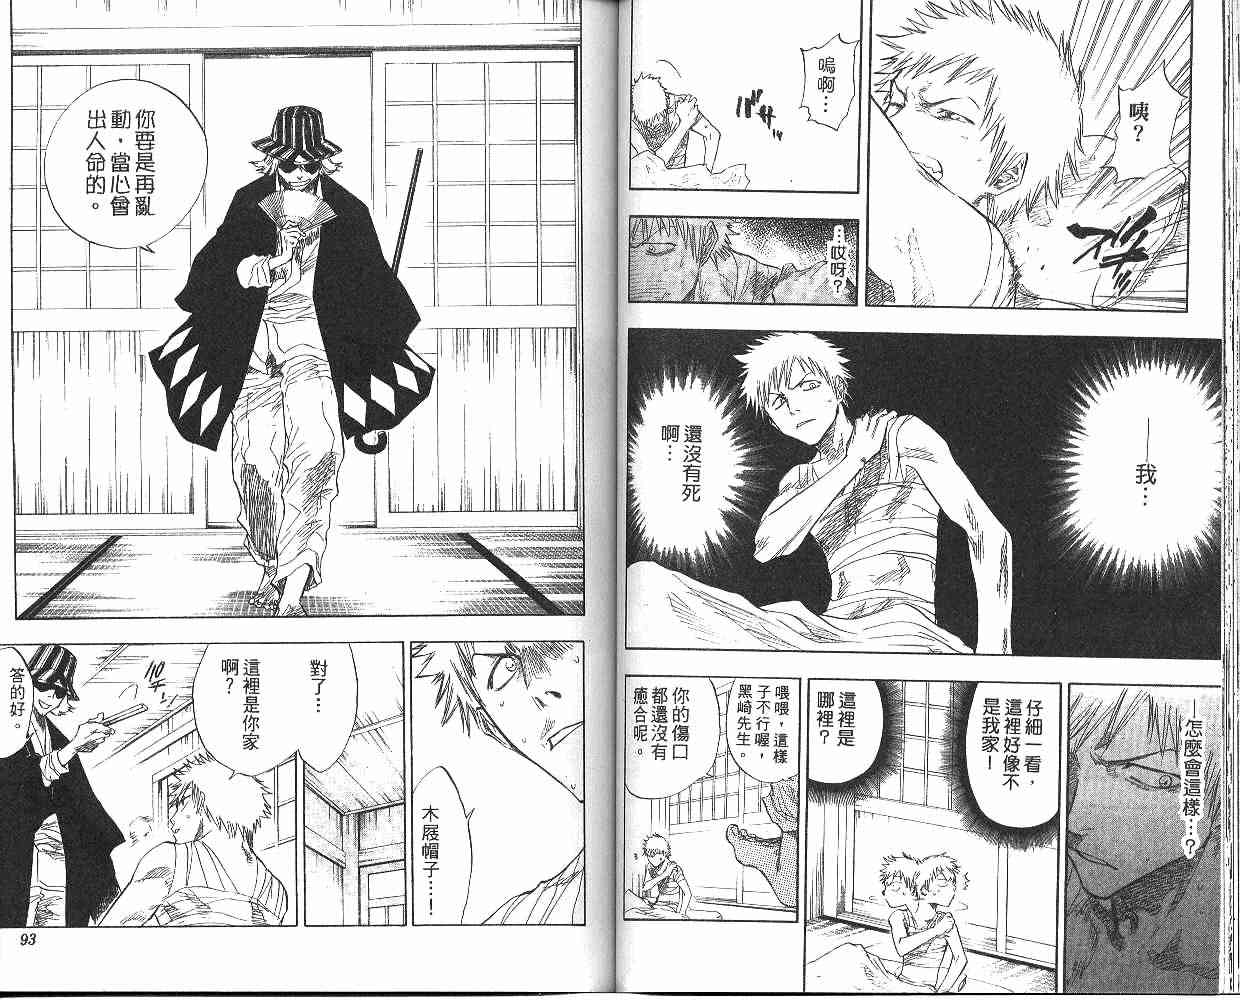 咦？
ズキ
嗚啊…
…哎呀？
—我…
還沒有死
啊…
—怎麼會這樣…？
仔細一看，
這裡好像不
是我家！
這裡是
哪裡？
喂喂，這樣
子不行喔，
黑崎先生。
你的傷口
都還沒有
癒合呢。
你要是再亂
動，當心會
出人命的。
木屐帽子…！
對了…
這裡是你家
啊？
答的好。
93